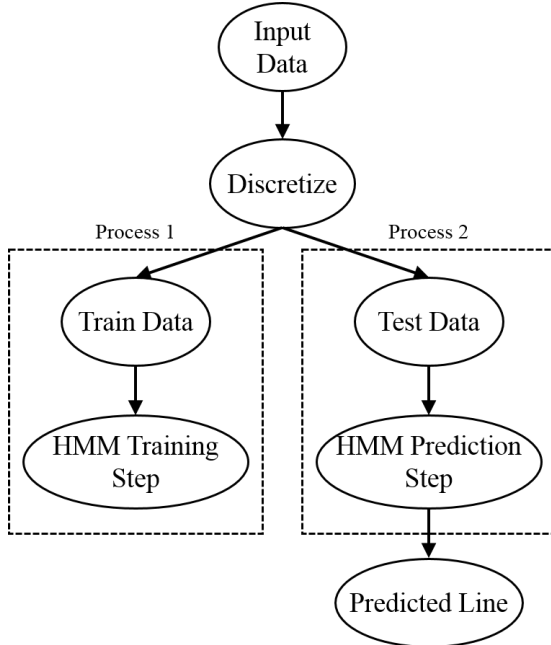 Input
Data
Discretize
Process 1
Process 2
Train Data
Test Data
HMM Training
Step
HMM Prediction
Step
Predicted Line